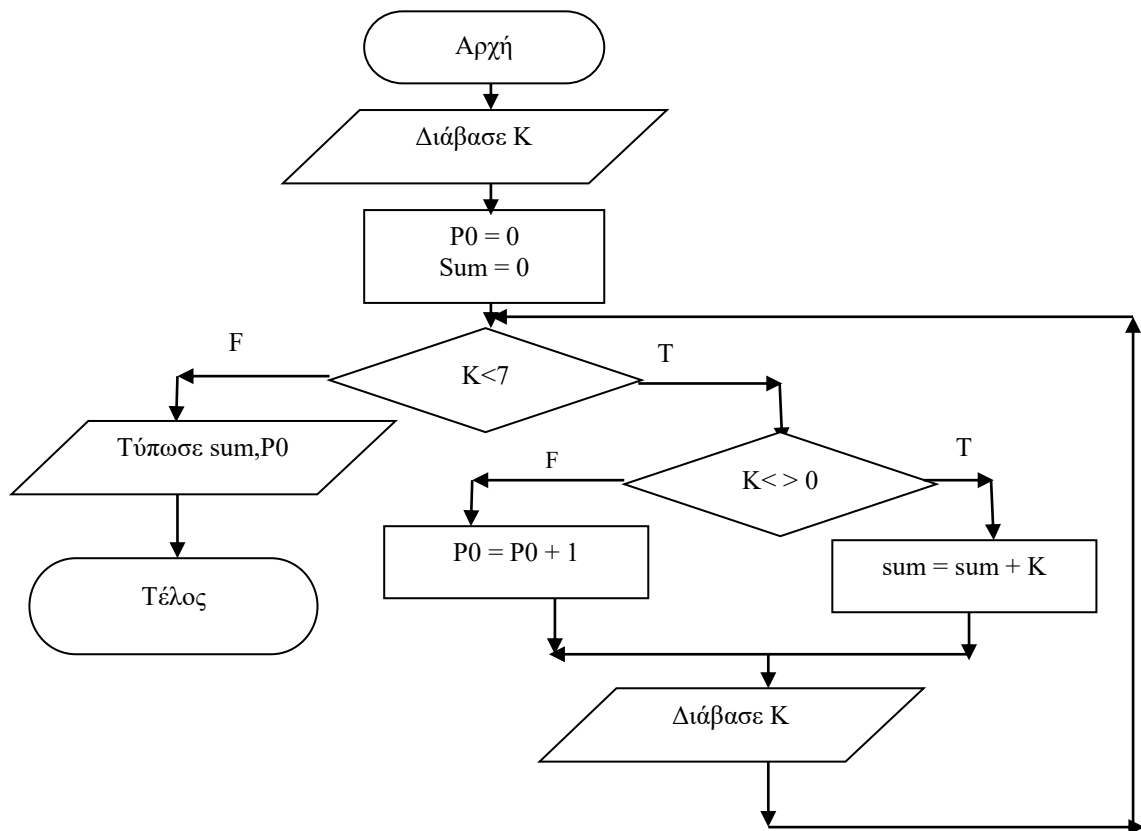 Αρχή
Διάβασε Κ
P0 = 0
Sum = 0
F
T
K<7
Τύπωσε sum,P0
F
T
K< > 0
P0 = P0 + 1
sum = sum + K
Τέλος
Διάβασε Κ